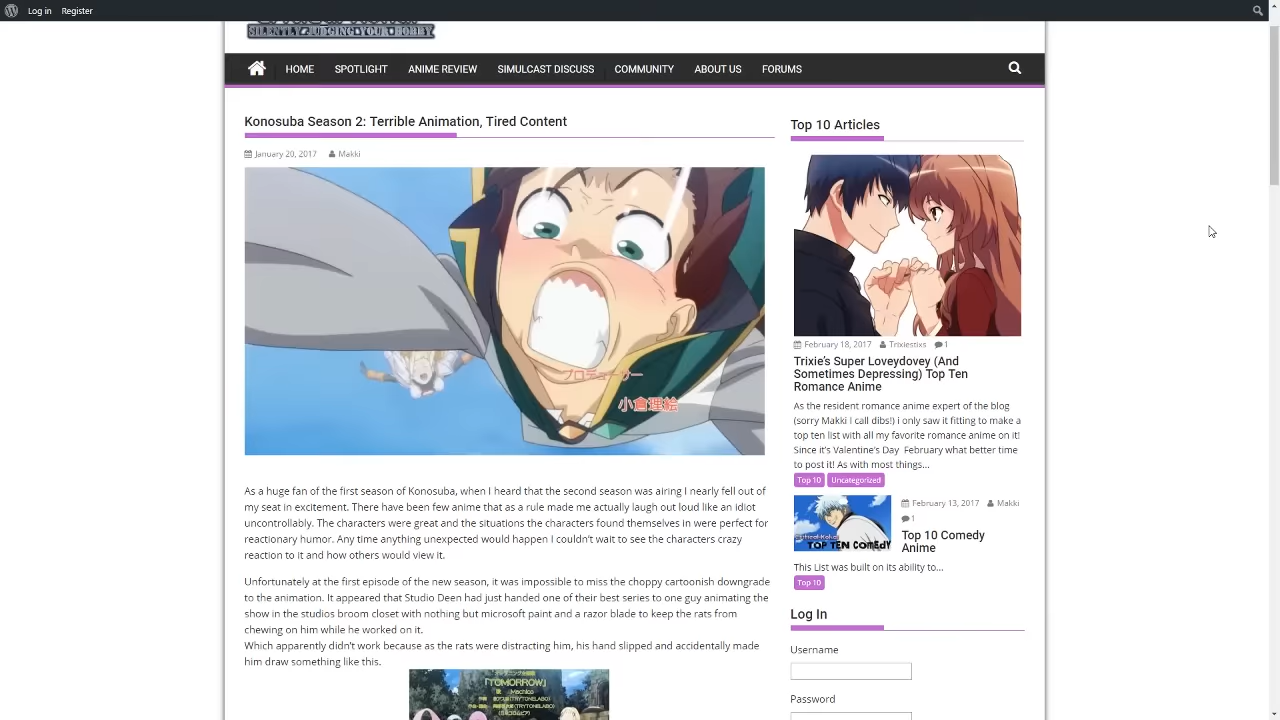 Log in
Register
SILENTLY JUDGING YOUR HOBBY
HOME
SPOTLIGHT
ANIME REVIEW
SIMULCAST DISCUSS
COMMUNITY
ABOUT US
FORUMS
Konosuba Season 2: Terrible Animation, Tired Content
January 20, 2017
Makki
プロデューサー
小倉理絵
As a huge fan of the first season of Konosuba, when I heard that the second season was airing I nearly fell out of
my seat in excitement. There have been few anime that as a rule made me actually laugh out loud like an idiot
uncontrollably. The characters were great and the situations the characters found themselves in were perfect for
reactionary humor. Any time anything unexpected would happen I couldn't wait to see the characters crazy
reaction to it and how others would view it.
Unfortunately at the first episode of the new season, it was impossible to miss the choppy cartoonish downgrade
to the animation. It appeared that Studio Deen had just handed one of their best series to one guy animating the
show in the studios broom closet with nothing but microsoft paint and a razor blade to keep the rats from
chewing on him while he worked on it.
Which apparently didn't work because as the rats were distracting him, his hand slipped and accidentally made
him draw something like this.
「TOMORROW」
歌 Machico
Top 10 Articles
February 18, 2017
Trixiestixs
1
Trixie's Super Loveydovey (And
Sometimes Depressing) Top Ten
Romance Anime
As the resident romance anime expert of the blog
(sorry Makki I call dibs!) i only saw it fitting to make a
top ten list with all my favorite romance anime on it!
Since it's Valentine's Day February what better time
to post it! As with most things...
Top 10
Uncategorized
TOP TEN COMEDY
February 13, 2017
Makki
1
Top 10 Comedy
Anime
This List was built on its ability to...
Top 10
Log In
Username
Password